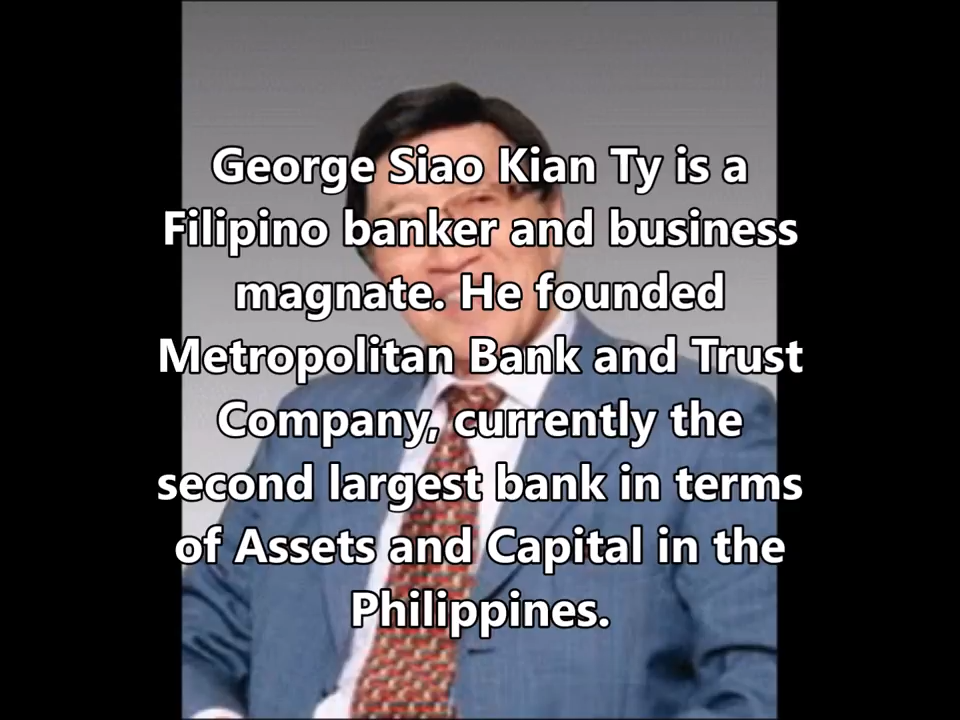 George Siao Kian Ty is a
Filipino banker and business
magnate. He founded
Metropolitan Bank and Trust
Company, currently the
second largest bank in terms
of Assets and Capital in the
Philippines.